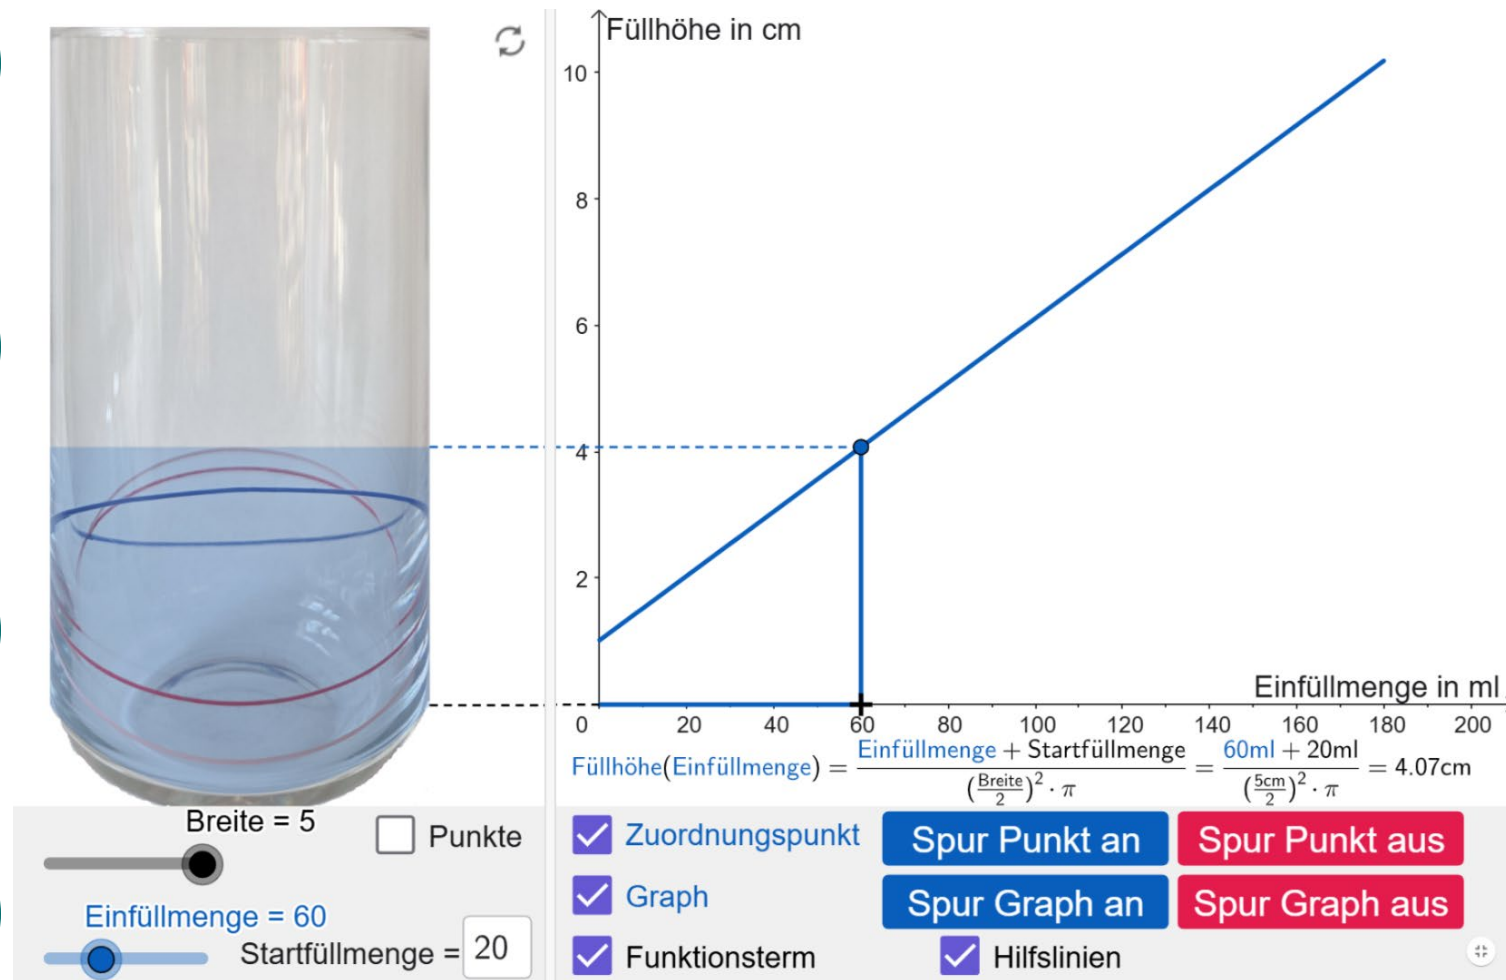 Füllhöhe in cm
10
8
6
4
2
Einfüllmenge in ml
0 20 40 60 80 100 120 140 160 180 200
Füllhöhe(Einfüllmenge) = Einfüllmenge + Startfüllmenge / (Breite/2)² · π = 60ml + 20ml / (5cm/2)² · π = 4.07cm
Breite = 5
Punkte
Einfüllmenge = 60
Startfüllmenge = 20
Zuordnungspunkt
Spur Punkt an
Spur Punkt aus
Graph
Spur Graph an
Spur Graph aus
Funktionsterm
Hilfslinien